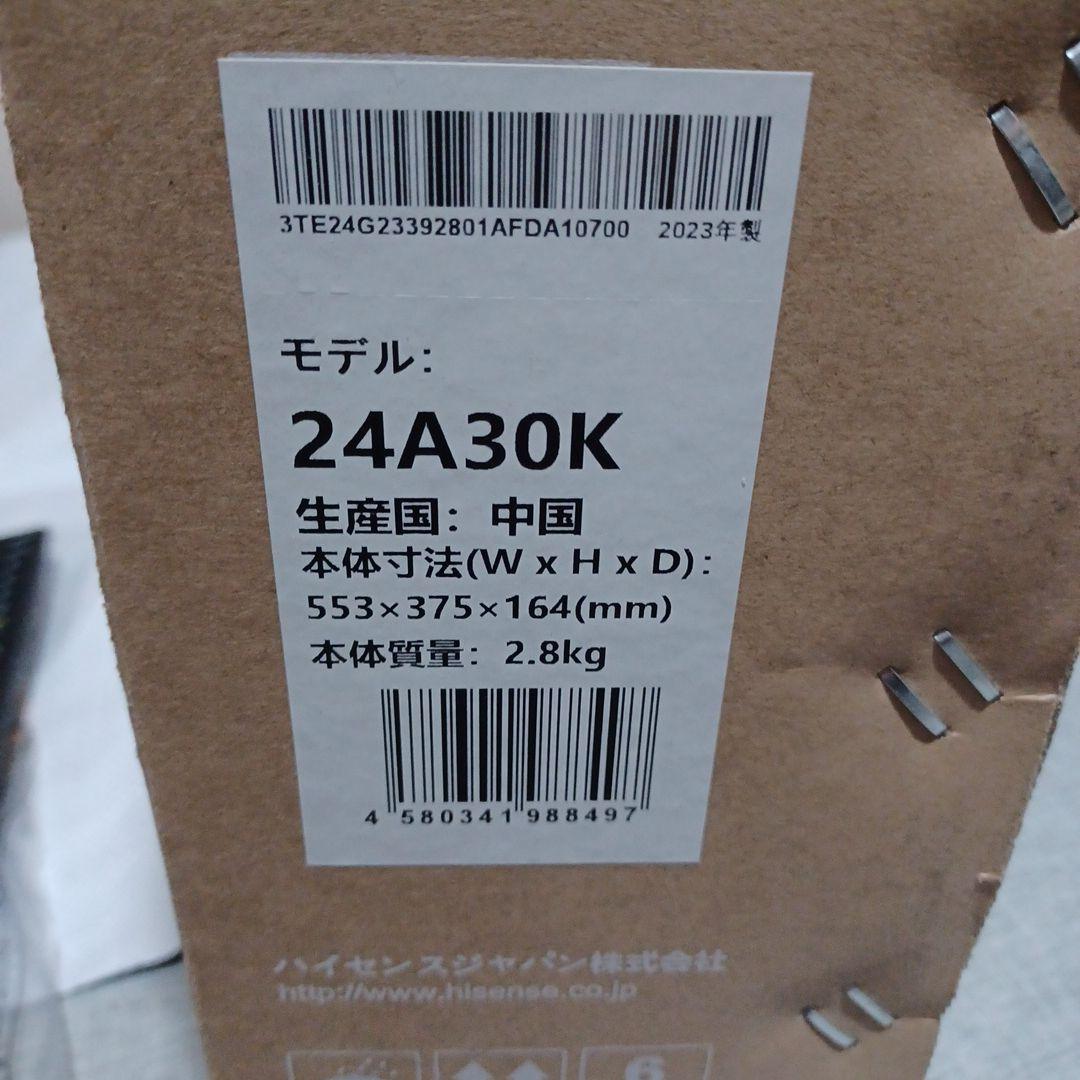 3TE24G23392801AFDA10700 2023年製
モデル:
24A30K
生産国: 中国
本体寸法(W x H x D):
553×375×164(mm)
本体質量: 2.8kg
4 580341 988497
ハイセンスジャパン株式会社
http://www.hisense.co.jp
6